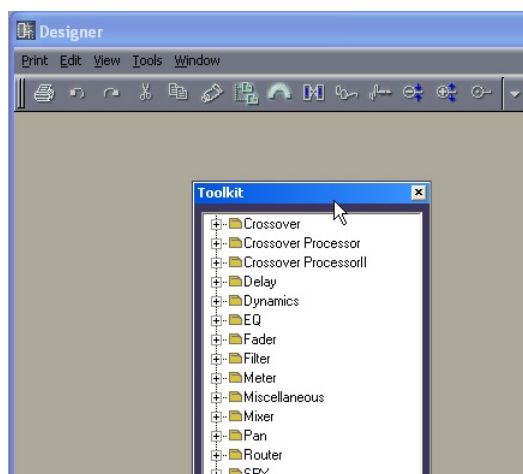 Designer
Print Edit View Tools Window
Toolkit
Crossover
Crossover Processor
Crossover ProcessorII
Delay
Dynamics
EQ
Fader
Filter
Meter
Miscellaneous
Mixer
Pan
Router
SPX